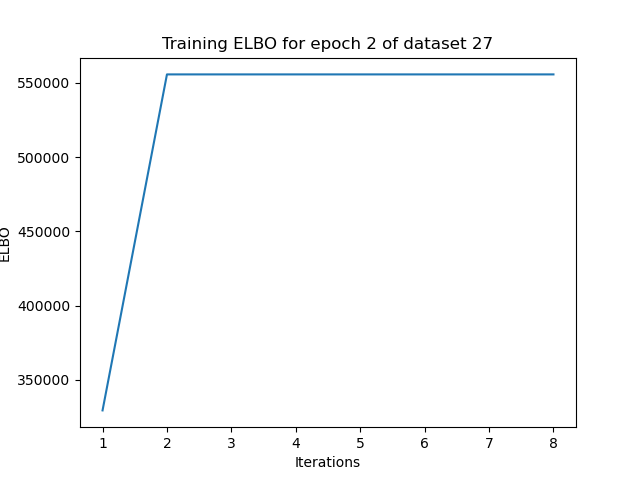 Training ELBO for epoch 2 of dataset 27
550000
500000
450000
400000
350000
ELBO
1 2 3 4 5 6 7 8
Iterations